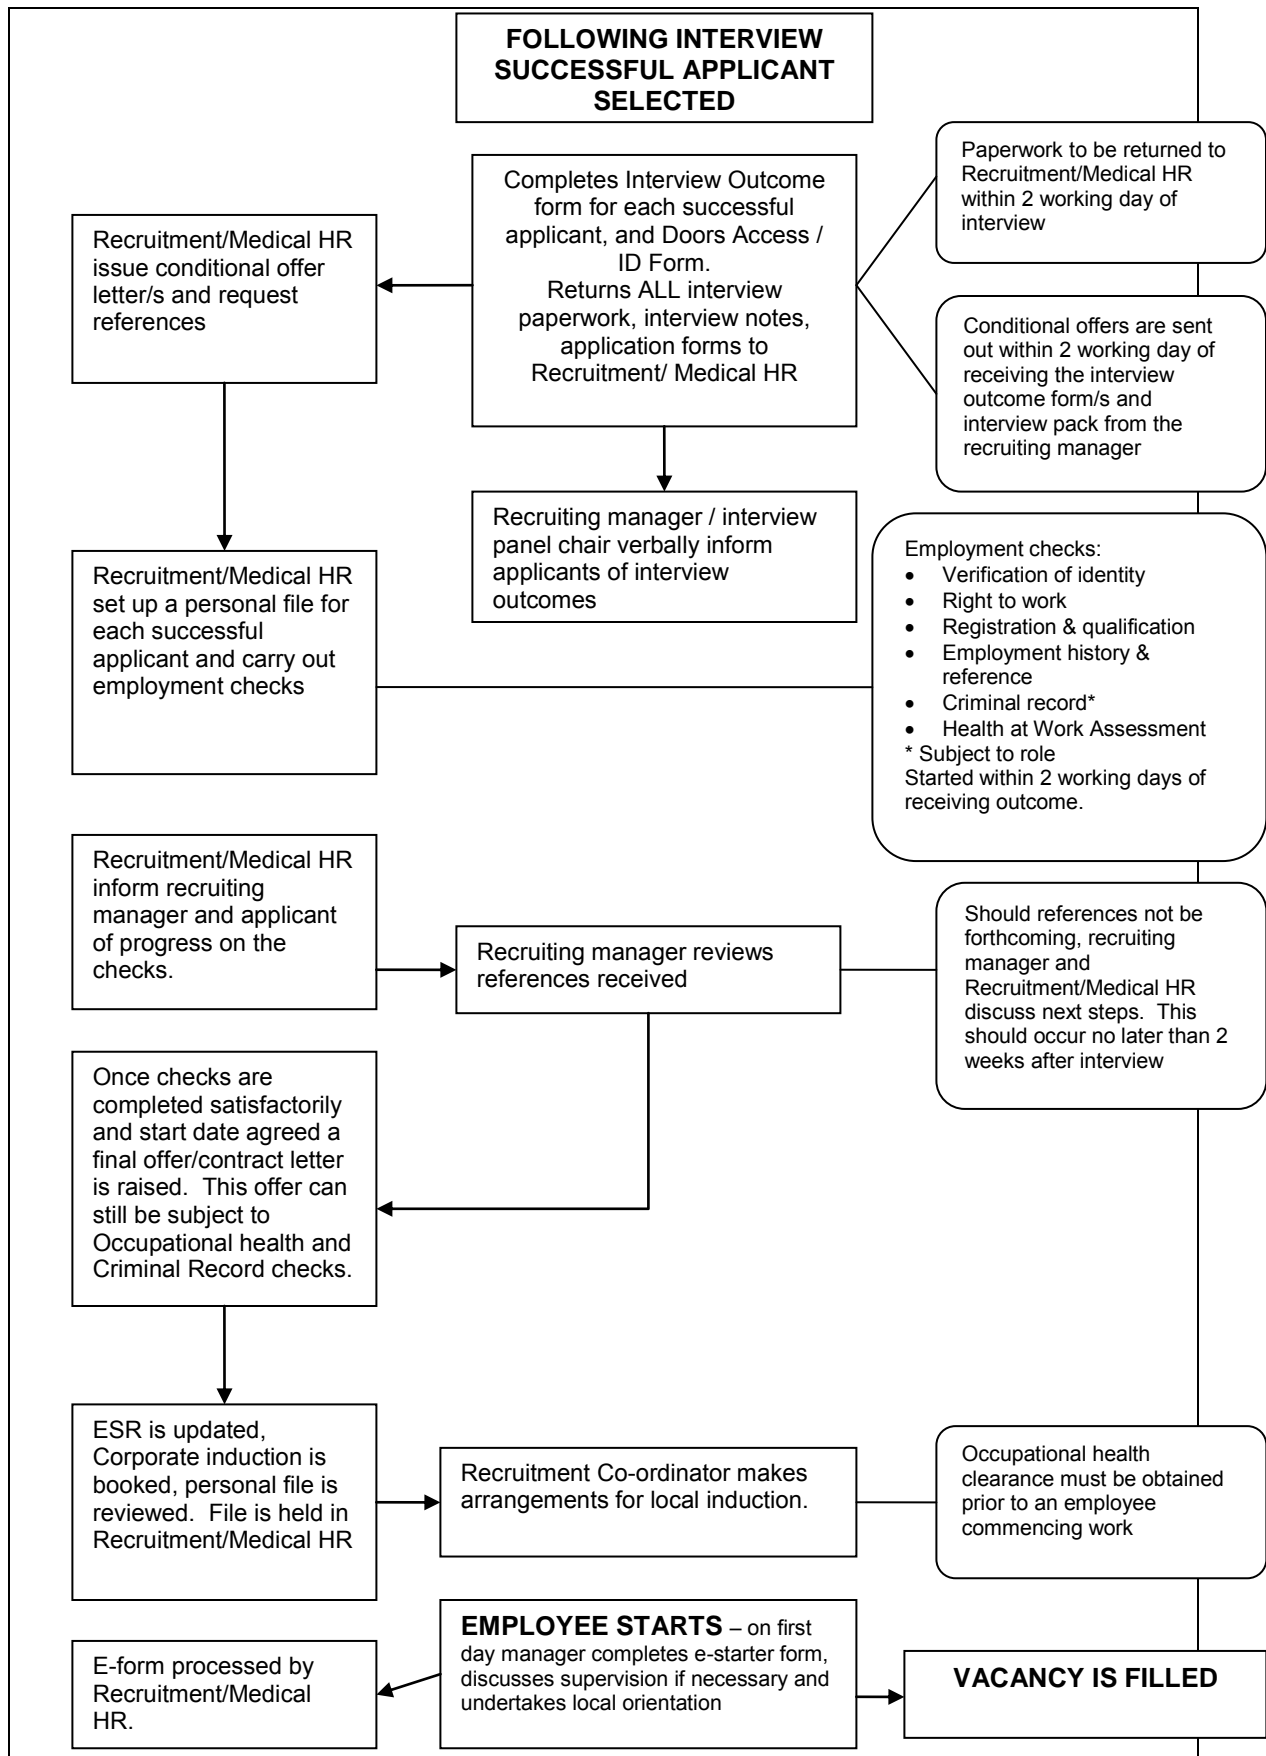 FOLLOWING INTERVIEW
SUCCESSFUL APPLICANT
SELECTED
Completes Interview Outcome
form for each successful
applicant, and Doors Access /
ID Form.
Returns ALL interview
paperwork, interview notes,
application forms to
Recruitment/ Medical HR
Paperwork to be returned to
Recruitment/Medical HR
within 2 working day of
interview
Conditional offers are sent
out within 2 working day of
receiving the interview
outcome form/s and
interview pack from the
recruiting manager
Recruitment/Medical HR
issue conditional offer
letter/s and request
references
Recruiting manager / interview
panel chair verbally inform
applicants of interview
outcomes
Recruitment/Medical HR
set up a personal file for
each successful
applicant and carry out
employment checks
Employment checks:
• Verification of identity
• Right to work
• Registration & qualification
• Employment history &
reference
• Criminal record*
• Health at Work Assessment
* Subject to role
Started within 2 working days of
receiving outcome.
Recruitment/Medical HR
inform recruiting
manager and applicant
of progress on the
checks.
Recruiting manager reviews
references received
Should references not be
forthcoming, recruiting
manager and
Recruitment/Medical HR
discuss next steps.  This
should occur no later than 2
weeks after interview
Once checks are
completed satisfactorily
and start date agreed a
final offer/contract letter
is raised.  This offer can
still be subject to
Occupational health and
Criminal Record checks.
ESR is updated,
Corporate induction is
booked, personal file is
reviewed.  File is held in
Recruitment/Medical HR
Recruitment Co-ordinator makes
arrangements for local induction.
Occupational health
clearance must be obtained
prior to an employee
commencing work
EMPLOYEE STARTS – on first
day manager completes e-starter form,
discusses supervision if necessary and
undertakes local orientation
E-form processed by
Recruitment/Medical
HR.
VACANCY IS FILLED